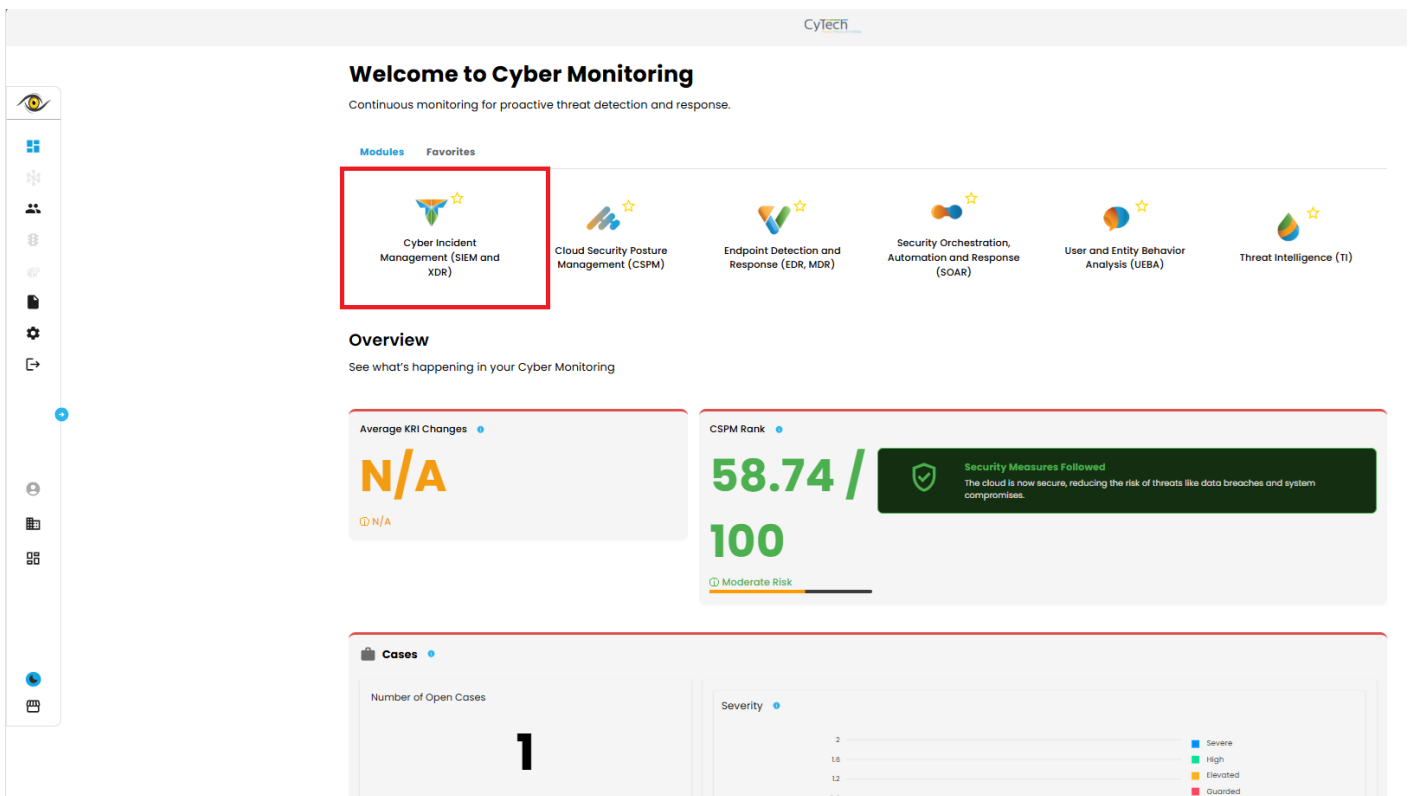 CyTech
Welcome to Cyber Monitoring
Continuous monitoring for proactive threat detection and response.
Modules Favorites
Cyber Incident
Management (SIEM and
XDR)
Cloud Security Posture
Management (CSPM)
Endpoint Detection and
Response (EDR, MDR)
Security Orchestration,
Automation and Response
(SOAR)
User and Entity Behavior
Analysis (UEBA)
Threat Intelligence (TI)
Overview
See what's happening in your Cyber Monitoring
Average KRI Changes
N/A
N/A
CSPM Rank
58.74 /
100
Moderate Risk
Security Measures Followed
The cloud is now secure, reducing the risk of threats like data breaches and system
compromises.
Cases
Number of Open Cases
1
Severity
2
1.6
1.2
Severe
High
Elevated
Guarded